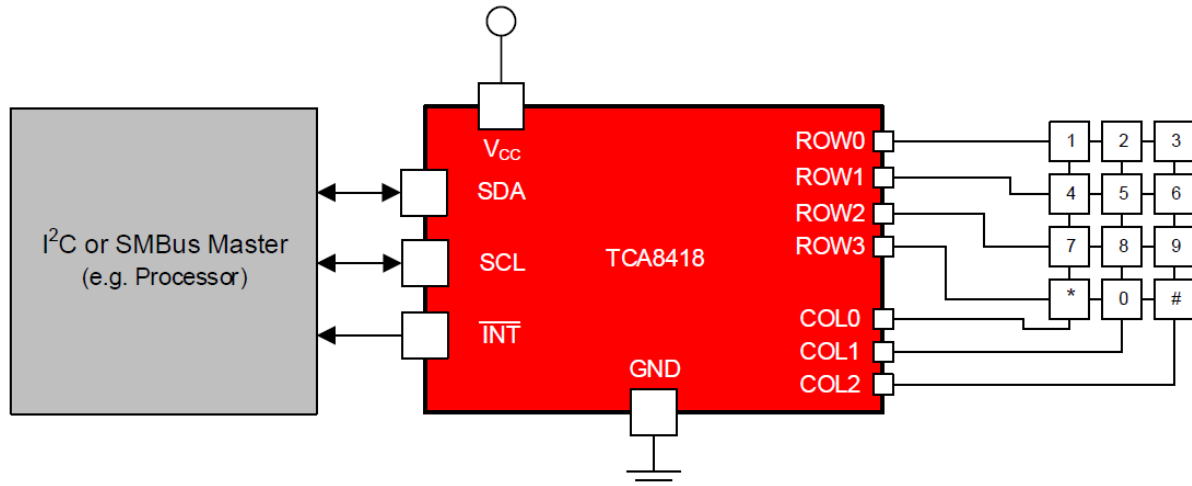 V_CC
SDA
SCL
INT
GND
I²C or SMBus Master
(e.g. Processor)
TCA8418
ROW0
ROW1
ROW2
ROW3
COL0
COL1
COL2
1 2 3
4 5 6
7 8 9
* 0 #